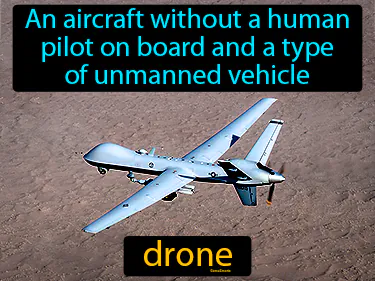 An aircraft without a human
pilot on board and a type
of unmanned vehicle
drone